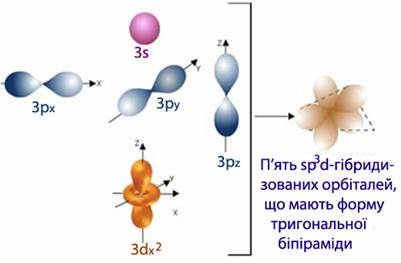 3s
Z
X
Y
3px
3py
3pz
Z
Y
X
3dx²
П’ять sp³d-гібриди-
зованих орбіталей,
що мають форму
тригональної
біпіраміди